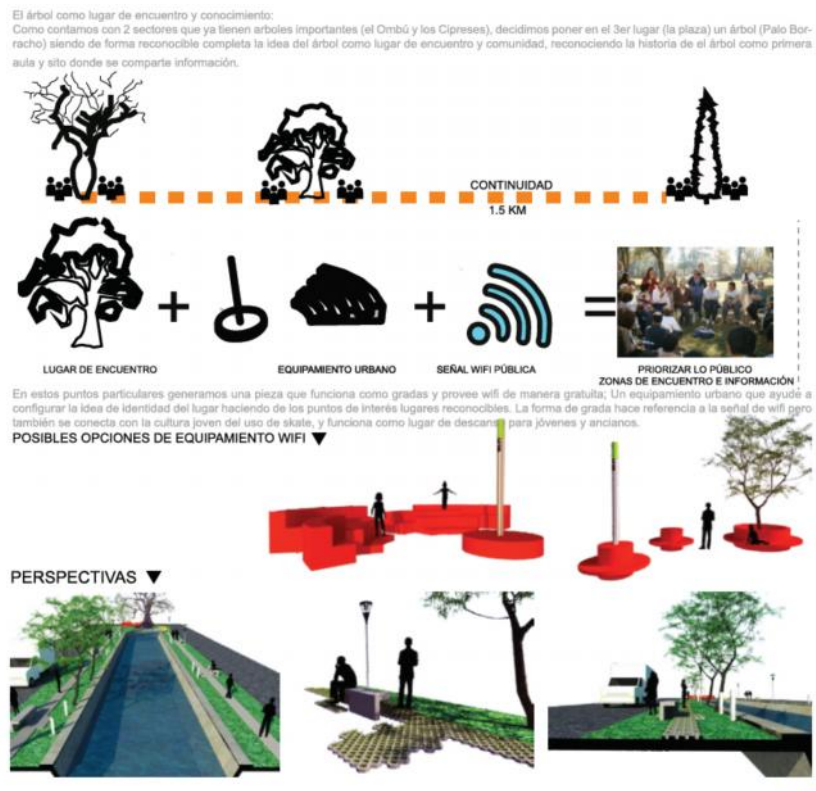 El árbol como lugar de encuentro y conocimiento:
Como contamos con 2 sectores que ya tienen arboles importantes (el Ombú y los Cipreses), decidimos poner en el 3er lugar (la plaza) un árbol (Palo Bor-
racho) siendo de forma reconocible completa la idea del árbol como lugar de encuentro y comunidad, reconociendo la historia de el árbol como primera
aula y sito donde se comparte información.
CONTINUIDAD
1.5 KM
LUGAR DE ENCUENTRO
EQUIPAMIENTO URBANO
SEÑAL WIFI PÚBLICA
PRIORIZAR LO PÚBLICO
ZONAS DE ENCUENTRO E INFORMACIÓN
En estos puntos particulares generamos una pieza que funciona como gradas y provee wifi de manera gratuita; Un equipamiento urbano que ayude a
configurar la idea de identidad del lugar haciendo de los puntos de interés lugares reconocibles. La forma de grada hace referencia a la señal de wifi pero
también se conecta con la cultura joven del uso de skate, y funciona como lugar de descanso para jóvenes y ancianos.
POSIBLES OPCIONES DE EQUIPAMIENTO WIFI ▼
PERSPECTIVAS ▼